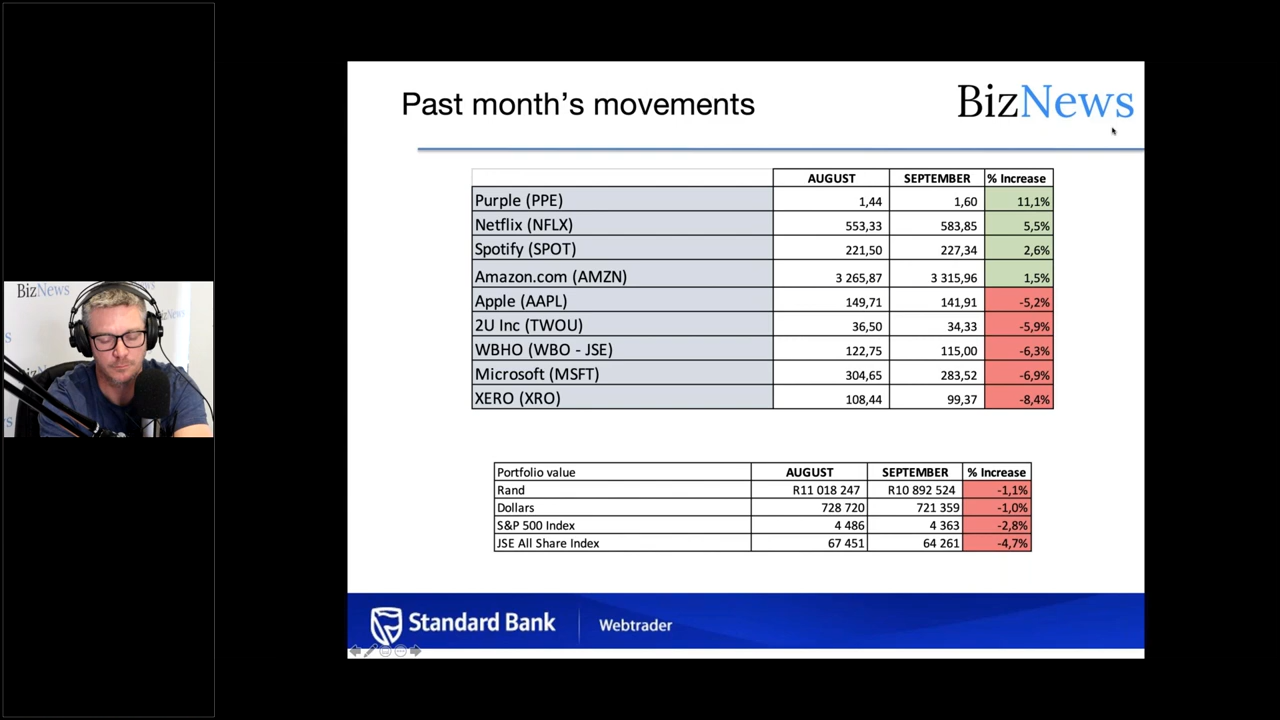 Past month's movements
BizNews
AUGUST SEPTEMBER % Increase
Purple (PPE) 1,44 1,60 11,1%
Netflix (NFLX) 553,33 583,85 5,5%
Spotify (SPOT) 221,50 227,34 2,6%
Amazon.com (AMZN) 3 265,87 3 315,96 1,5%
Apple (AAPL) 149,71 141,91 -5,2%
2U Inc (TWOU) 36,50 34,33 -5,9%
WBHO (WBO - JSE) 122,75 115,00 -6,3%
Microsoft (MSFT) 304,65 283,52 -6,9%
XERO (XRO) 108,44 99,37 -8,4%
Portfolio value AUGUST SEPTEMBER % Increase
Rand R11 018 247 R10 892 524 -1,1%
Dollars 728 720 721 359 -1,0%
S&P 500 Index 4 486 4 363 -2,8%
JSE All Share Index 67 451 64 261 -4,7%
Standard Bank Webtrader
BizNews